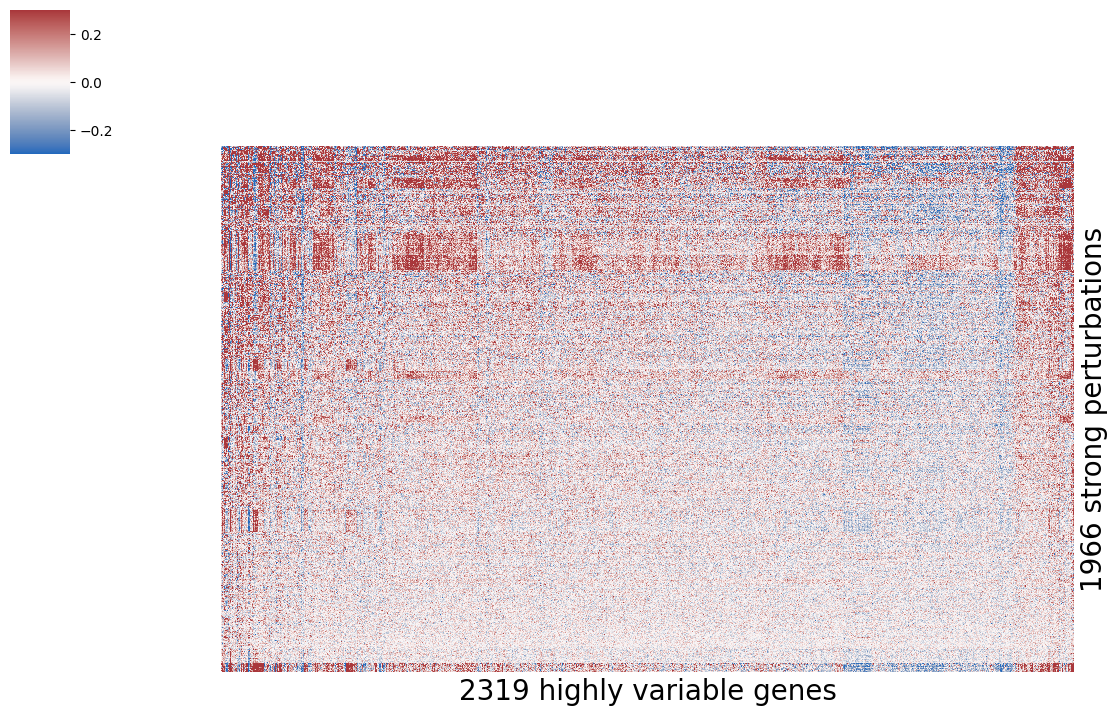 0.2
0.0
−0.2
1966 strong perturbations
2319 highly variable genes